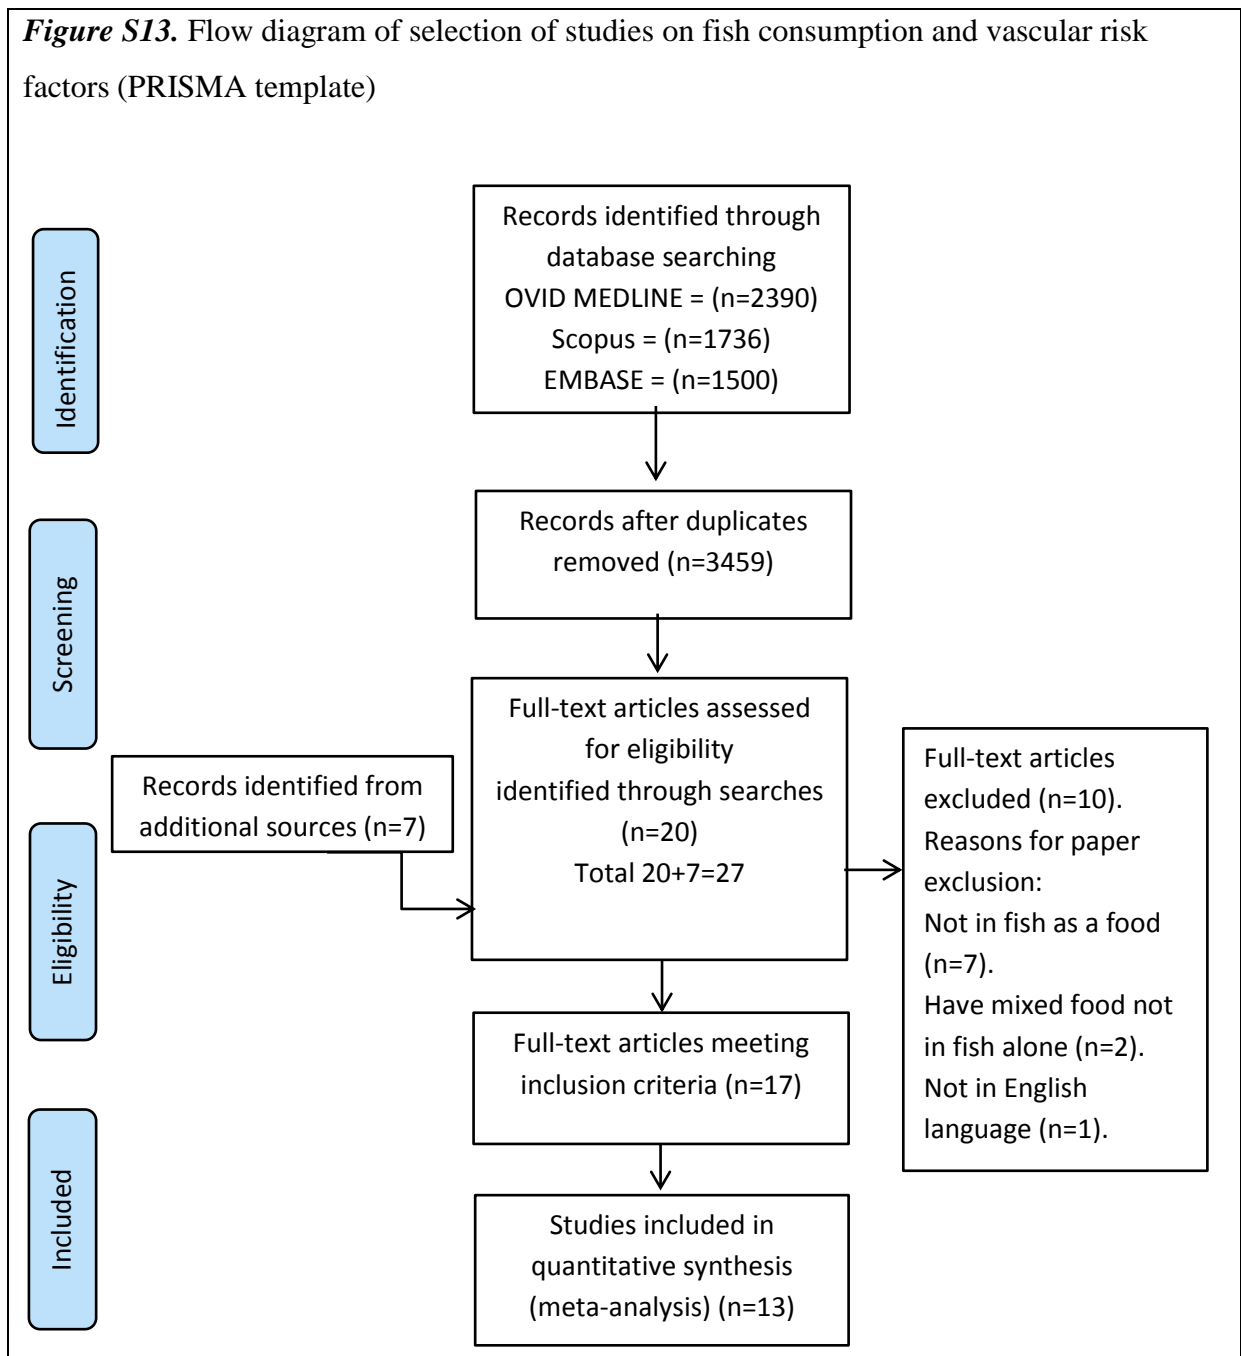 Figure S13. Flow diagram of selection of studies on fish consumption and vascular risk
factors (PRISMA template)
Identification
Records identified through
database searching
OVID MEDLINE = (n=2390)
Scopus = (n=1736)
EMBASE = (n=1500)
Screening
Records after duplicates
removed (n=3459)
Records identified from
additional sources (n=7)
Full-text articles assessed
for eligibility
identified through searches
(n=20)
Total 20+7=27
Full-text articles
excluded (n=10).
Reasons for paper
exclusion:
Not in fish as a food
(n=7).
Have mixed food not
in fish alone (n=2).
Not in English
language (n=1).
Eligibility
Full-text articles meeting
inclusion criteria (n=17)
Included
Studies included in
quantitative synthesis
(meta-analysis) (n=13)